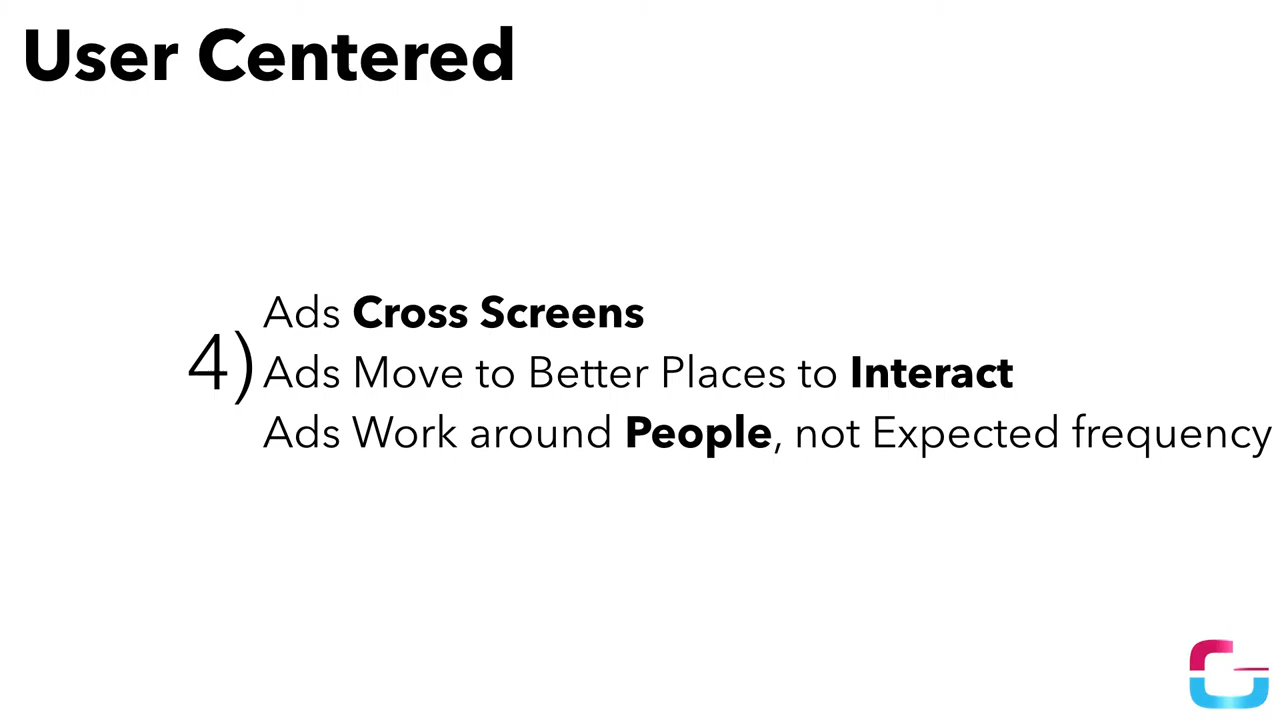 User Centered
Ads Cross Screens
4) Ads Move to Better Places to Interact
Ads Work around People, not Expected frequency